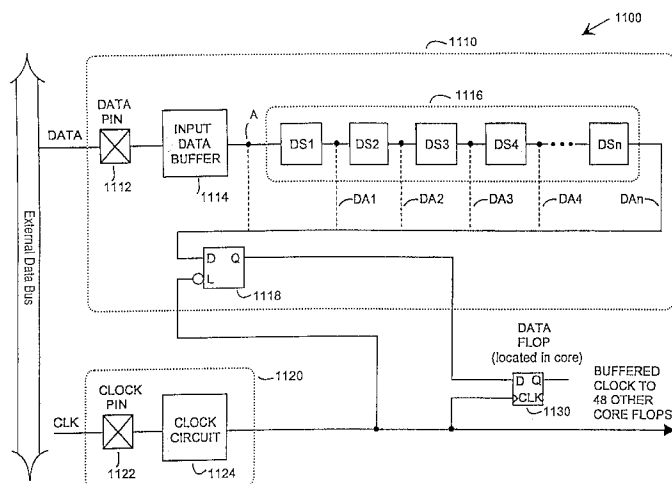 1100
1110
1116
DATA
DATA
PIN
1112
INPUT
DATA
BUFFER
1114
A
DS1
DS2
DS3
DS4
DSn
DA1
DA2
DA3
DA4
DAn
External Data Bus
D Q
L
1118
DATA
FLOP
(located in core)
D Q
CLK
1130
BUFFERED
CLOCK TO
48 OTHER
CORE FLOPS
1120
CLK
CLOCK
PIN
1122
CLOCK
CIRCUIT
1124